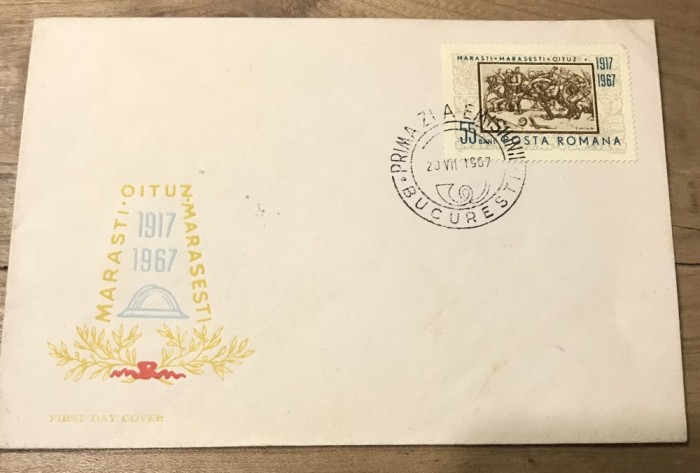 MARASTI • MARASESTI • OITUZ
1917
1967
55 BANI POSTA ROMANA
• PRIMA ZI A EMISIUNII •
20 VII 1967
BUCURESTI
MARASTI • OITUZ • MARASESTI
1917
1967
FIRST DAY COVER